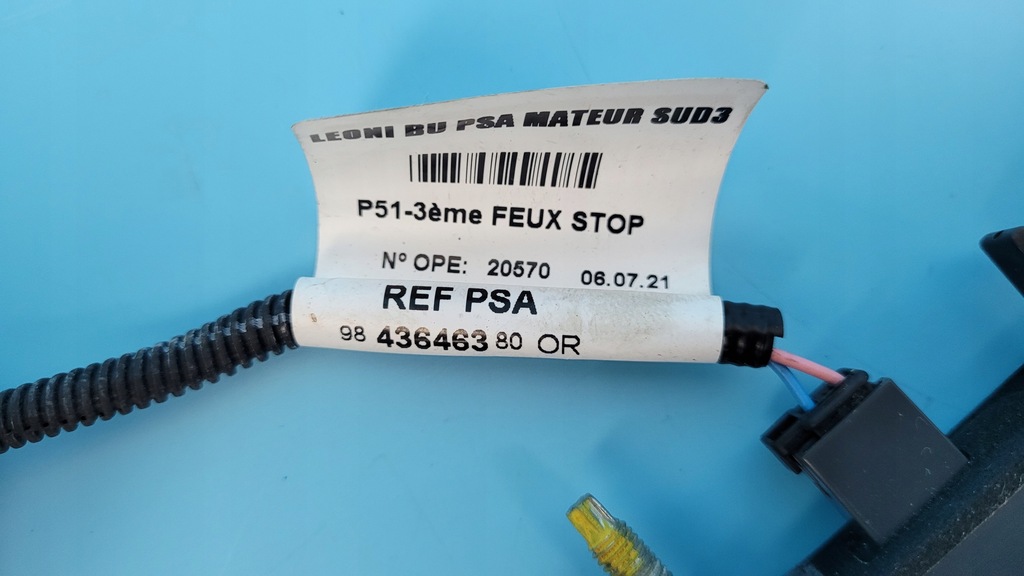 LEONI BU PSA MATEUR SUD3
P51-3ème FEUX STOP
N° OPE: 20570 06.07.21
REF PSA
98 436463 80 OR